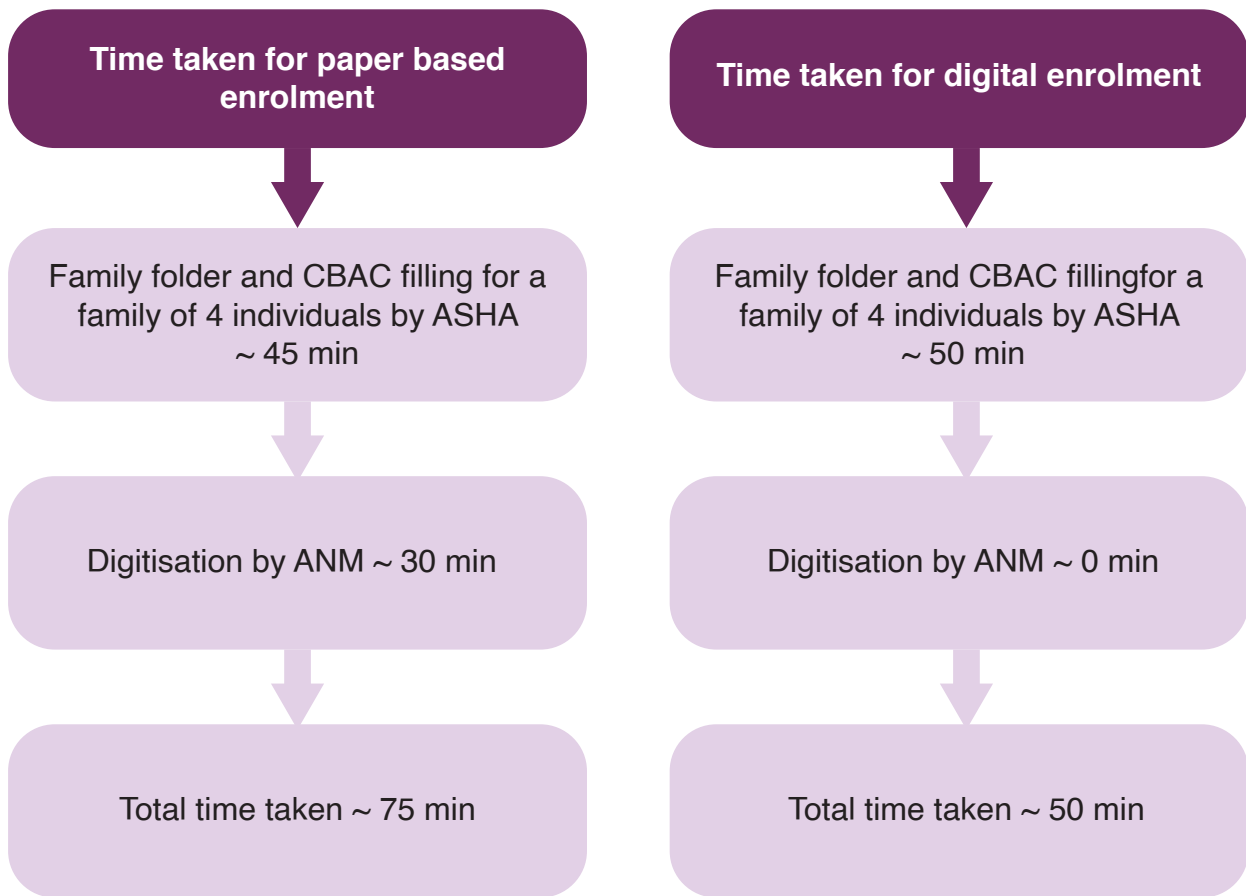 Time taken for paper based
enrolment
Family folder and CBAC filling for a
family of 4 individuals by ASHA
~ 45 min
Digitisation by ANM ~ 30 min
Total time taken ~ 75 min
Time taken for digital enrolment
Family folder and CBAC fillingfor a
family of 4 individuals by ASHA
~ 50 min
Digitisation by ANM ~ 0 min
Total time taken ~ 50 min